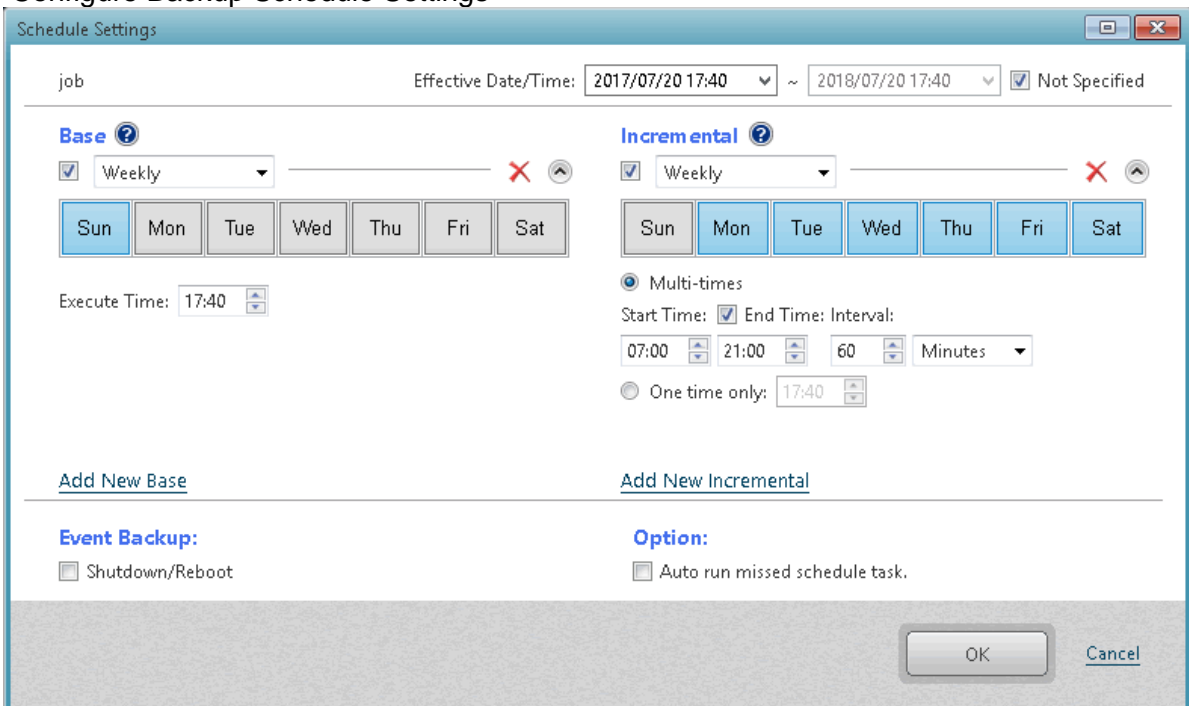 Configure Backup Schedule Settings
Schedule Settings
job Effective Date/Time: 2017/07/20 17:40 ~ 2018/07/20 17:40 Not Specified
Base ? Incremental ?
Weekly Weekly
Sun Mon Tue Wed Thu Fri Sat Sun Mon Tue Wed Thu Fri Sat
Multi-times
Execute Time: 17:40
Start Time: End Time: Interval:
07:00 21:00 60 Minutes
One time only: 17:40
Add New Base Add New Incremental
Event Backup: Option:
Shutdown/Reboot Auto run missed schedule task.
OK Cancel